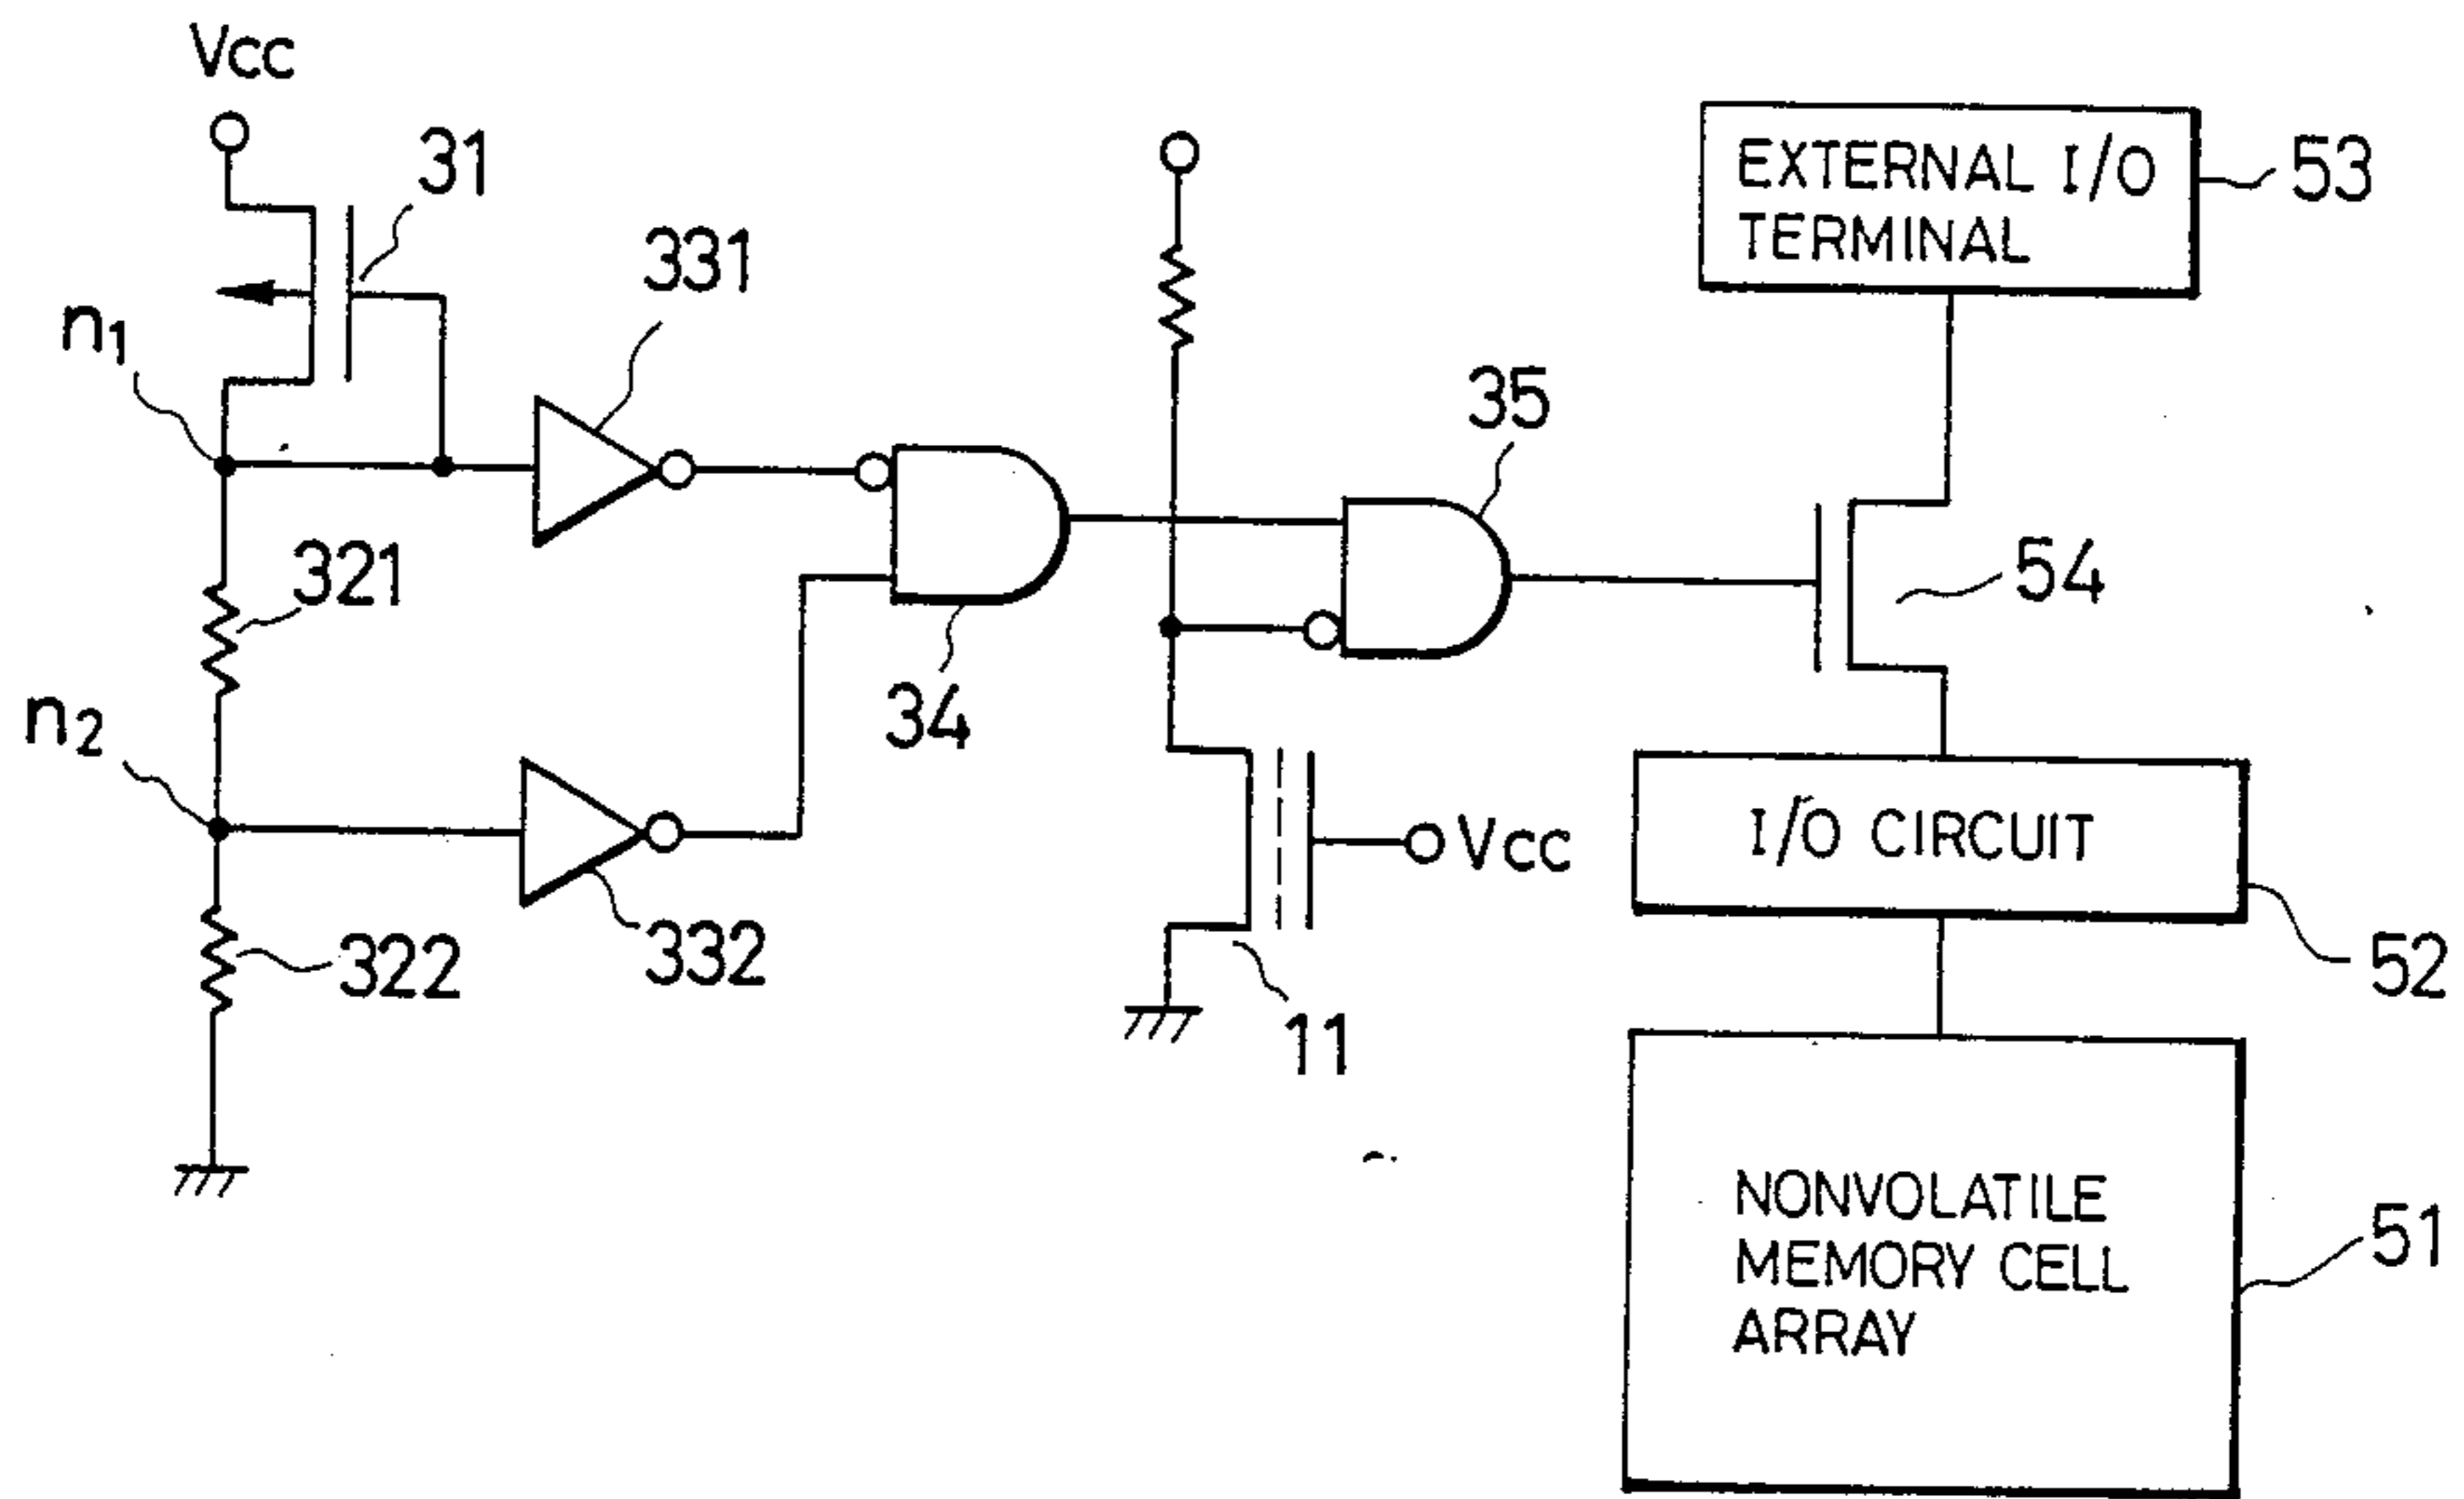 Vcc
31
n1
331
321
n2
322
332
34
35
11
Vcc
EXTERNAL I/O
TERMINAL
53
54
I/O CIRCUIT
52
NONVOLATILE
MEMORY CELL
ARRAY
51